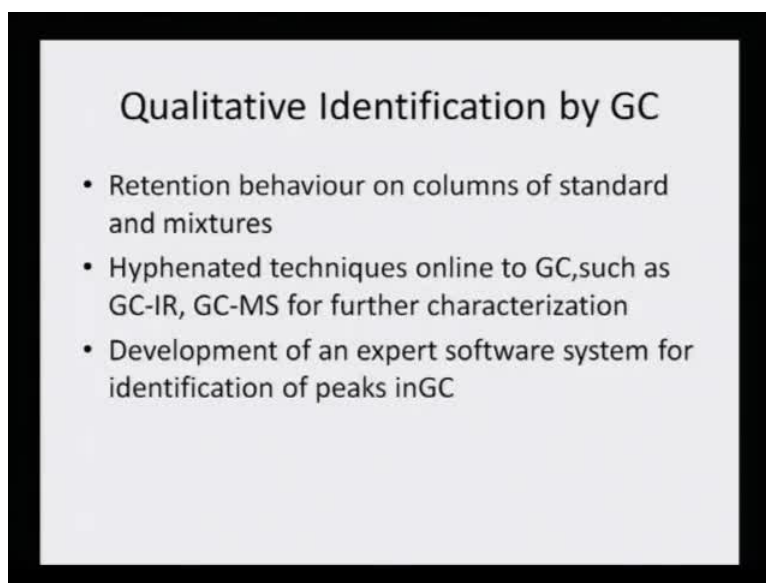 Qualitative Identification by GC
• Retention behaviour on columns of standard
and mixtures
• Hyphenated techniques online to GC,such as
GC-IR, GC-MS for further characterization
• Development of an expert software system for
identification of peaks inGC